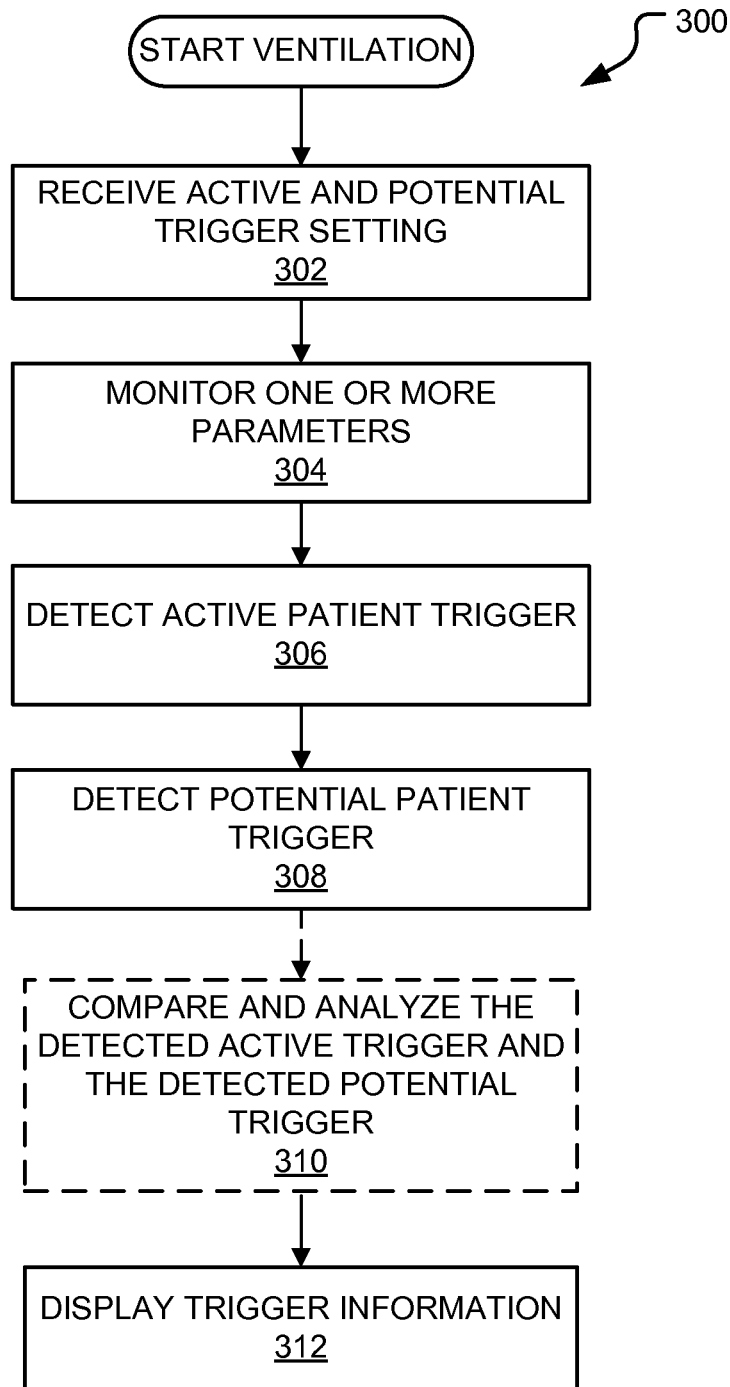 START VENTILATION
300
RECEIVE ACTIVE AND POTENTIAL
TRIGGER SETTING
302
MONITOR ONE OR MORE
PARAMETERS
304
DETECT ACTIVE PATIENT TRIGGER
306
DETECT POTENTIAL PATIENT
TRIGGER
308
COMPARE AND ANALYZE THE
DETECTED ACTIVE TRIGGER AND
THE DETECTED POTENTIAL
TRIGGER
310
DISPLAY TRIGGER INFORMATION
312